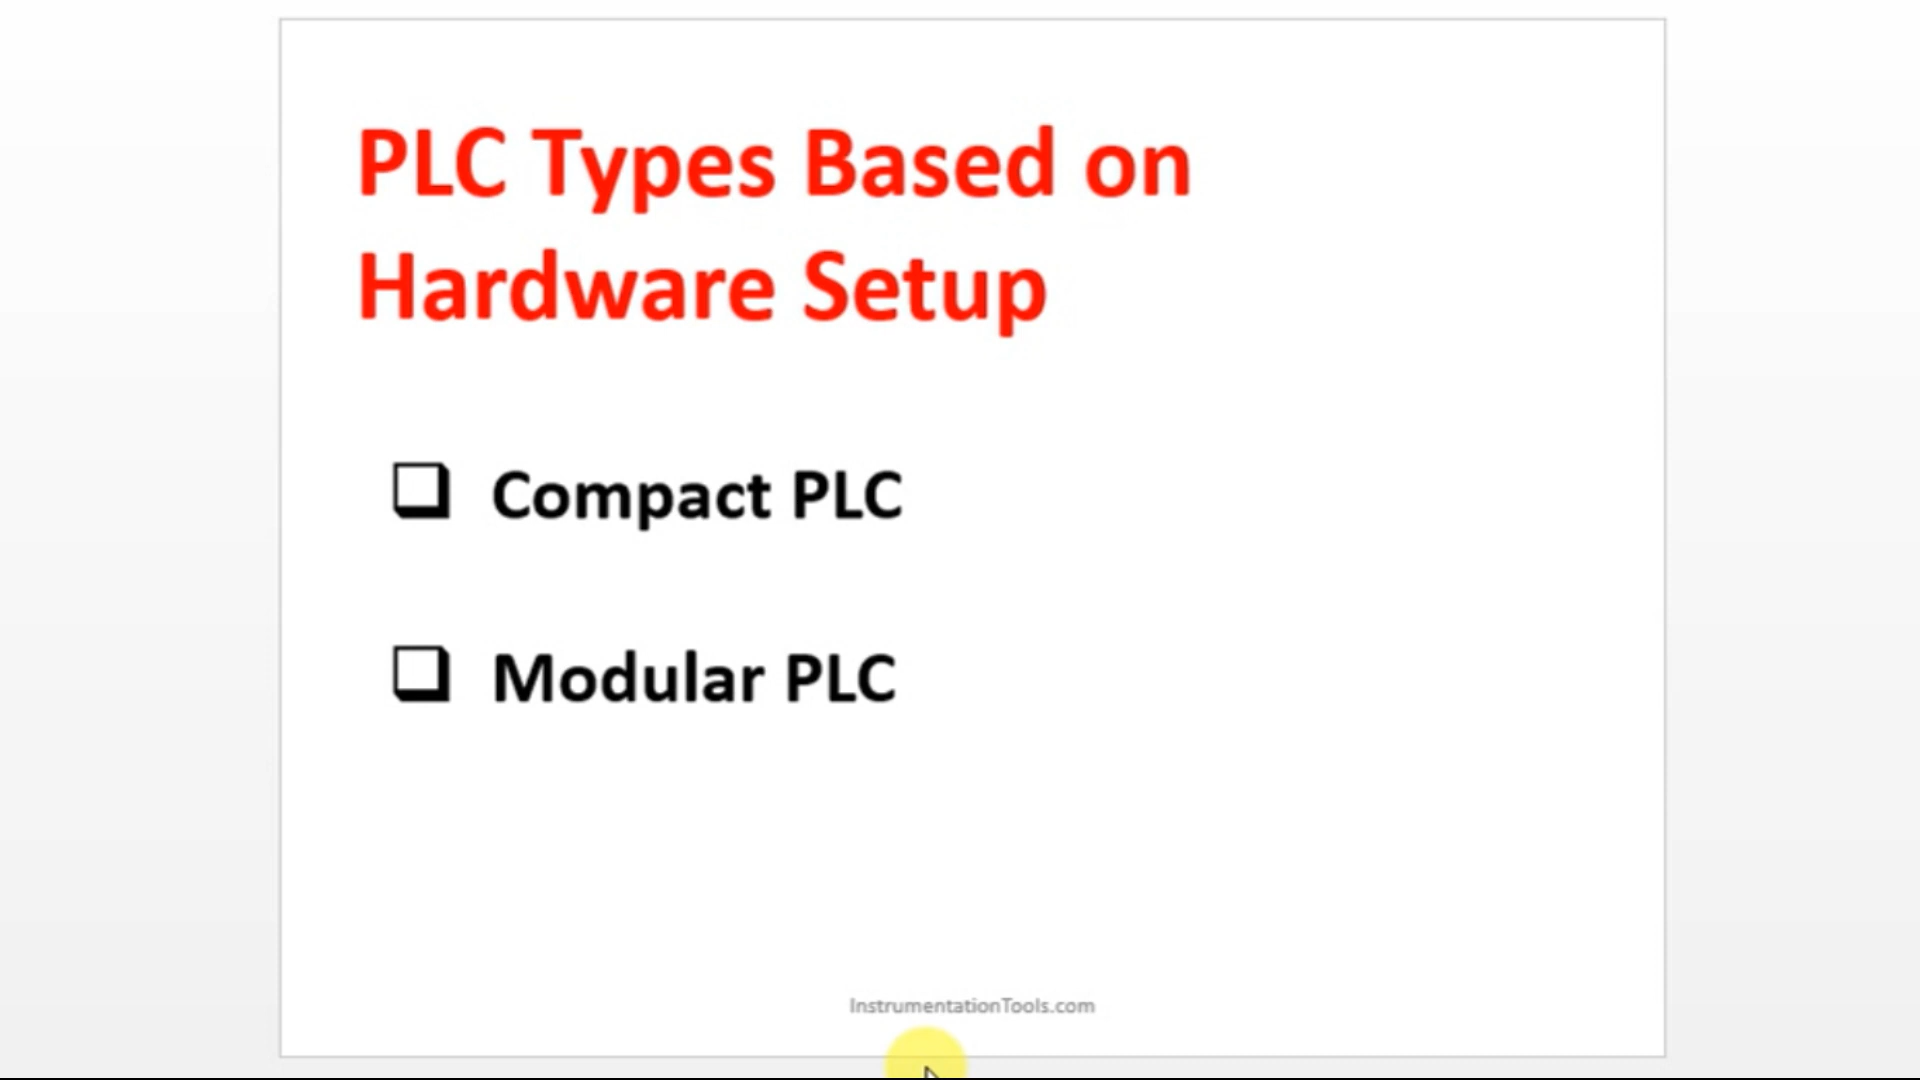 PLC Types Based on
Hardware Setup
❑ Compact PLC
❑ Modular PLC
InstrumentationTools.com